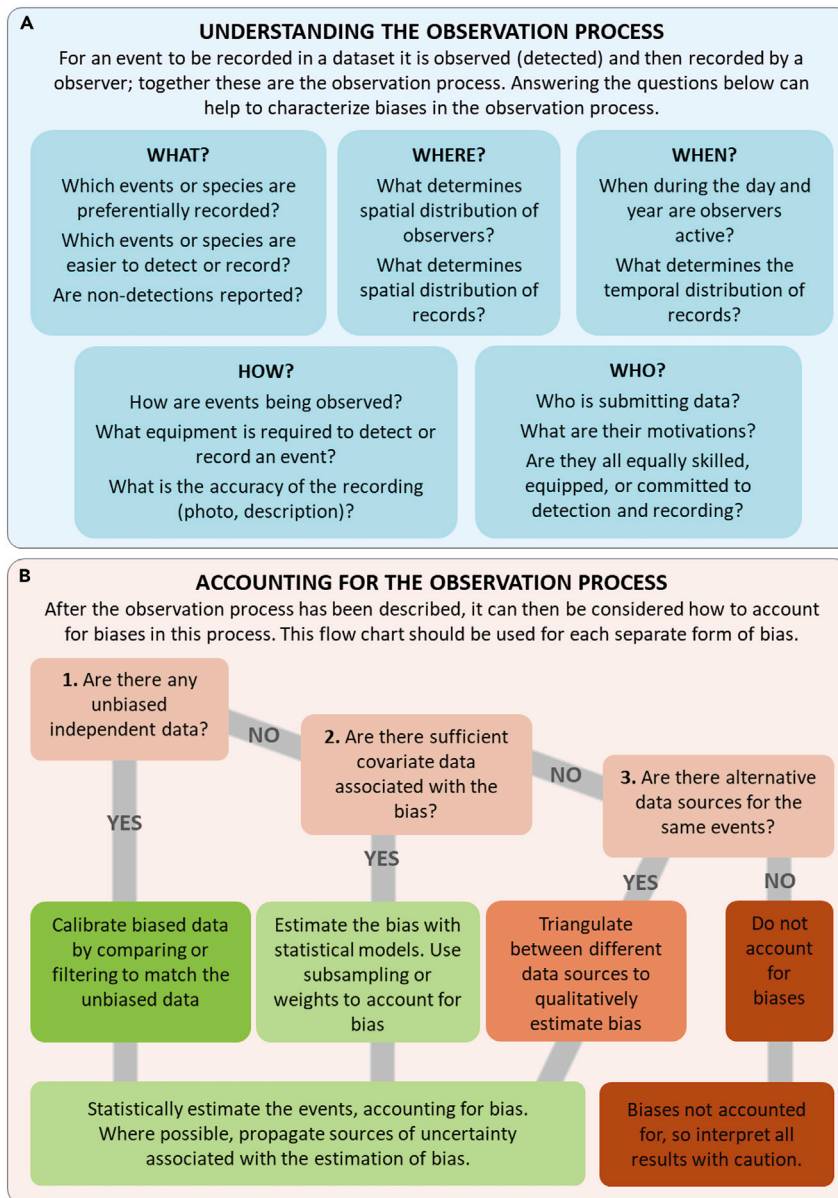 A
UNDERSTANDING THE OBSERVATION PROCESS
For an event to be recorded in a dataset it is observed (detected) and then recorded by a
observer; together these are the observation process. Answering the questions below can
help to characterize biases in the observation process.
WHAT?
Which events or species are
preferentially recorded?
Which events or species are
easier to detect or record?
Are non-detections reported?
WHERE?
What determines
spatial distribution of
observers?
What determines
spatial distribution of
records?
WHEN?
When during the day and
year are observers
active?
What determines the
temporal distribution of
records?
HOW?
How are events being observed?
What equipment is required to detect or
record an event?
What is the accuracy of the recording
(photo, description)?
WHO?
Who is submitting data?
What are their motivations?
Are they all equally skilled,
equipped, or committed to
detection and recording?
B
ACCOUNTING FOR THE OBSERVATION PROCESS
After the observation process has been described, it can then be considered how to account
for biases in this process. This flow chart should be used for each separate form of bias.
1. Are there any
unbiased
independent data?
NO
2. Are there sufficient
covariate data
associated with the
bias?
NO
3. Are there alternative
data sources for the
same events?
YES
YES
YES
NO
Calibrate biased data
by comparing or
filtering to match the
unbiased data
Estimate the bias with
statistical models. Use
subsampling or
weights to account for
bias
Triangulate
between different
data sources to
qualitatively
estimate bias
Do not
account
for
biases
Statistically estimate the events, accounting for bias.
Where possible, propagate sources of uncertainty
associated with the estimation of bias.
Biases not accounted
for, so interpret all
results with caution.